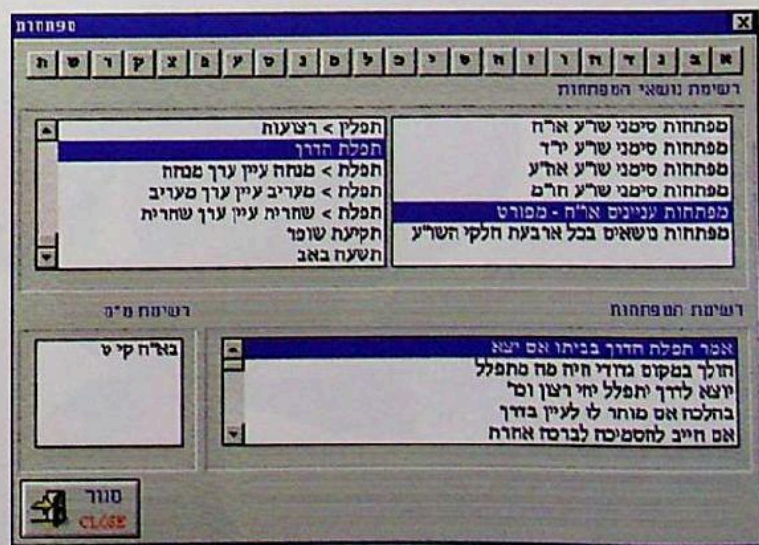 מפתחות
א ב ג ד ה ו ז ח ט י כ ל מ נ ס ע פ צ ק ר ש ת
רשימת נושאי המפתחות
מפתחות סימני שו"ע או"ח
מפתחות סימני שו"ע יו"ד
מפתחות סימני שו"ע אה"ע
מפתחות סימני שו"ע חו"מ
מפתחות עניינים או"ח - מפורט
מפתחות נושאים בכל ארבעת חלקי השו"ע
תפלין > רצועות
תפלת הדרך
תפלת > מנחה עיין ערך מנחה
תפלת > מעריב עיין ערך מעריב
תפלת > שחרית עיין ערך שחרית
תקיעת שופר
תשעה באב
רשימת המפתחות
אמר תפלת הדרך בביתו אם יצא
הולך במקום גדודי חיה מה מתפלל
יוצא לדרך יתפלל יהי רצון וכו'
בהלכה אם מותר לו לעיין בדרך
אם חייב להסמיכה לברכה אחרת
רשימת מ"מ
בא"ח קי ט
סגור
CLOSE